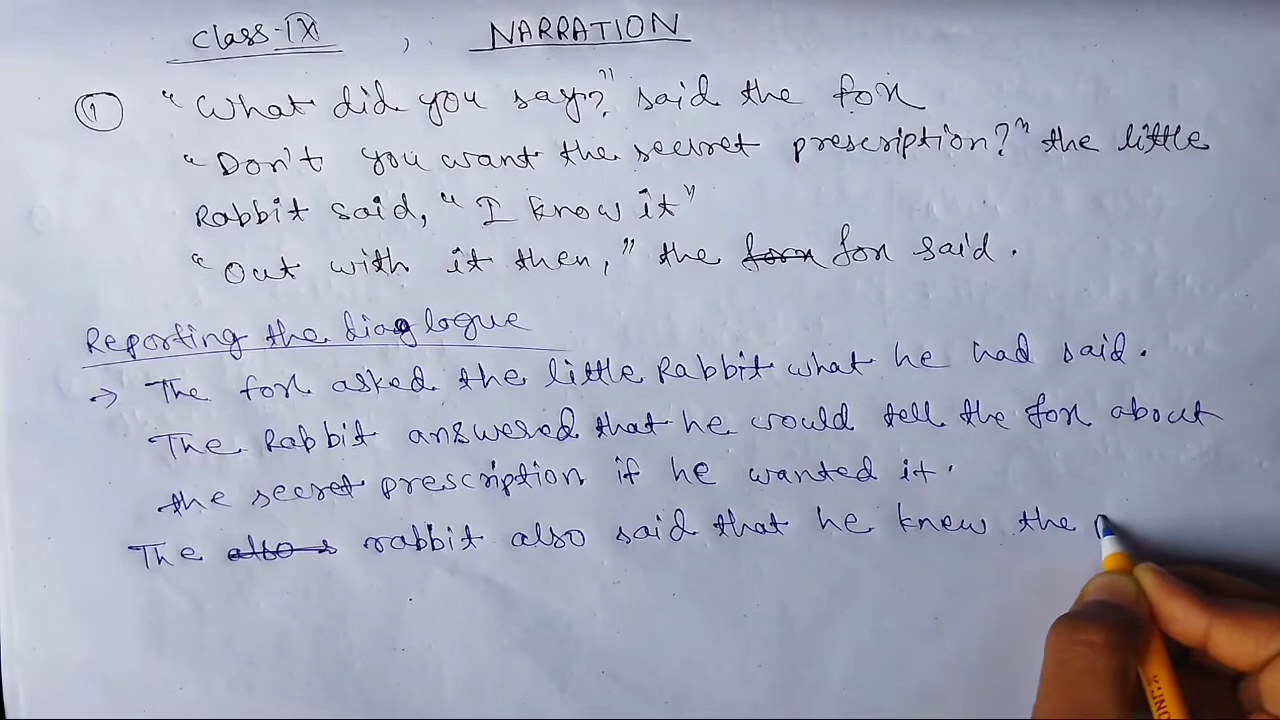 Class-IX, NARRATION
① "What did you say?" said the fox
"Don't you want the secret prescription?" the little
Rabbit said, "I know it"
"Out with it then," the fox said.
Reporting the diaglogue
→ The fox asked the little Rabbit what he had said.
The Rabbit answered that he would tell the fox about
the secret prescription if he wanted it.
The rabbit also said that he knew the
KUNDU